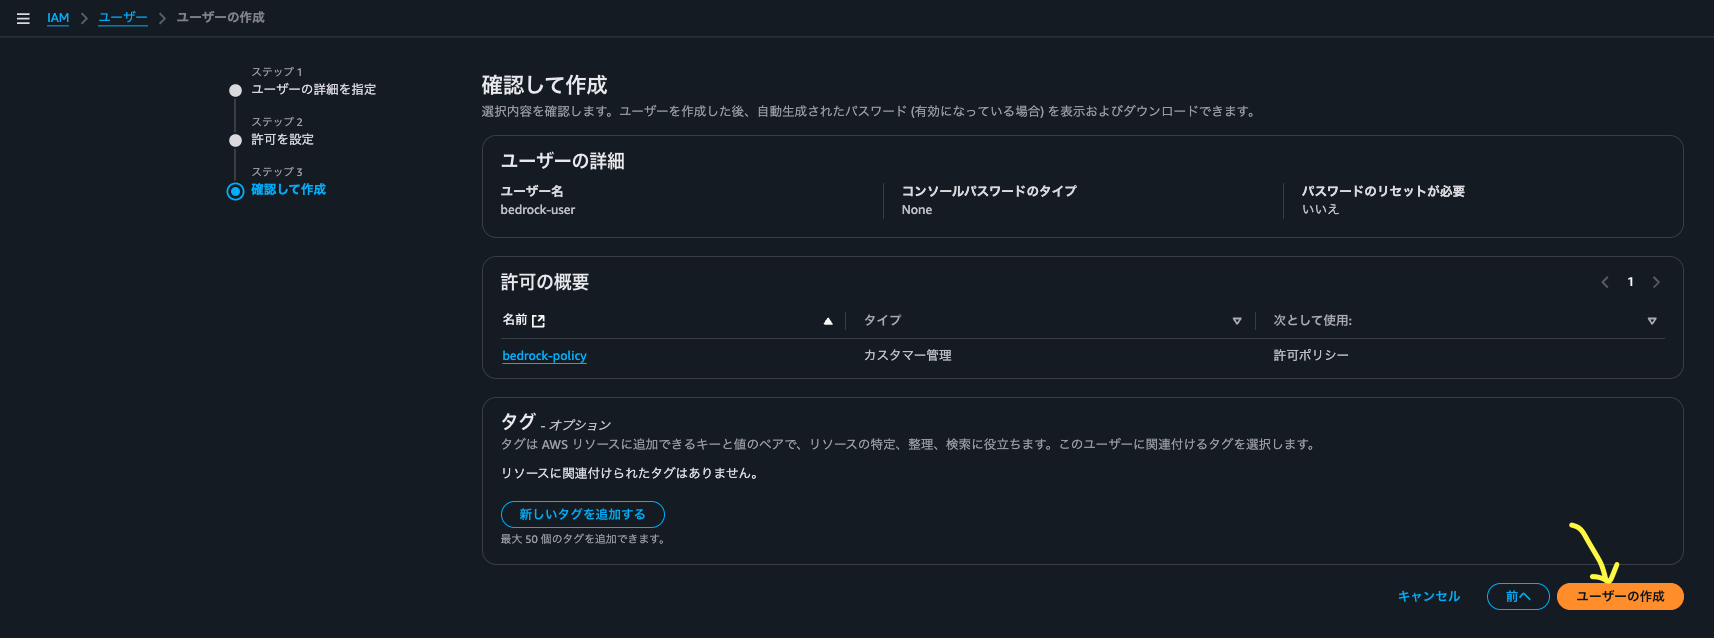 IAM > ユーザー > ユーザーの作成
ステップ 1
ユーザーの詳細を指定
ステップ 2
許可を設定
ステップ 3
確認して作成
確認して作成
選択内容を確認します。ユーザーを作成した後、自動生成されたパスワード (有効になっている場合) を表示およびダウンロードできます。
ユーザーの詳細
ユーザー名 コンソールパスワードのタイプ パスワードのリセットが必要
bedrock-user None いいえ
許可の概要 1
名前 タイプ 次として使用:
bedrock-policy カスタマー管理 許可ポリシー
タグ - オプション
タグは AWS リソースに追加できるキーと値のペアで、リソースの特定、整理、検索に役立ちます。このユーザーに関連付けるタグを選択します。
リソースに関連付けられたタグはありません。
新しいタグを追加する
最大 50 個のタグを追加できます。
キャンセル 前へ ユーザーの作成